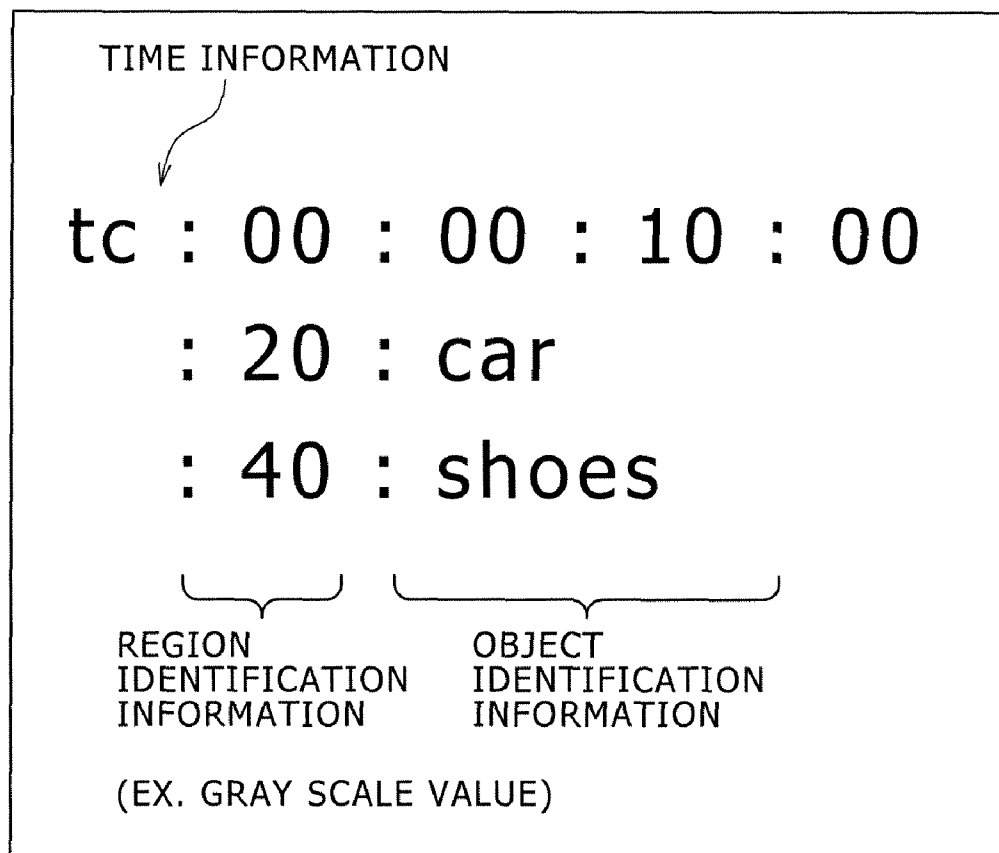 TIME INFORMATION
tc : 00 : 00 : 10 : 00
: 20 : car
: 40 : shoes
REGION
IDENTIFICATION
INFORMATION
OBJECT
IDENTIFICATION
INFORMATION
(EX. GRAY SCALE VALUE)